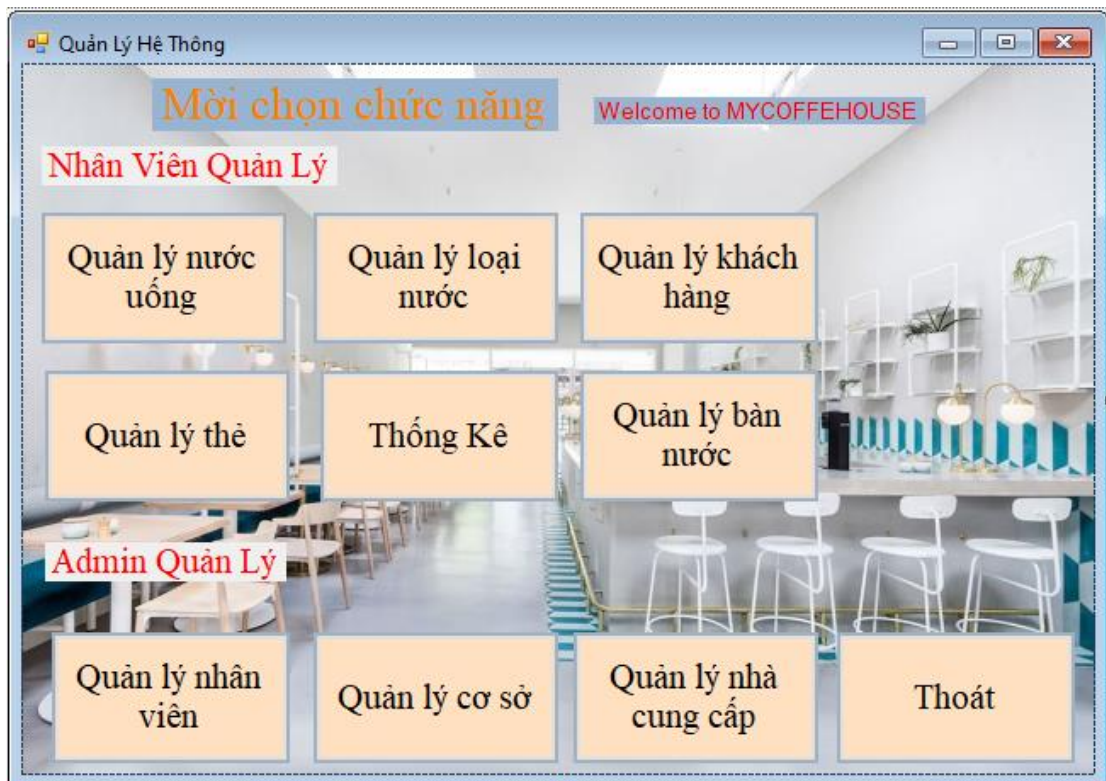 Quản Lý Hệ Thông
Mời chọn chức năng
Welcome to MYCOFFEHOUSE
Nhân Viên Quản Lý
Quản lý nước
uống
Quản lý loại
nước
Quản lý khách
hàng
Quản lý thẻ
Thống Kê
Quản lý bàn
nước
Admin Quản Lý
Quản lý nhân
viên
Quản lý cơ sở
Quản lý nhà
cung cấp
Thoát